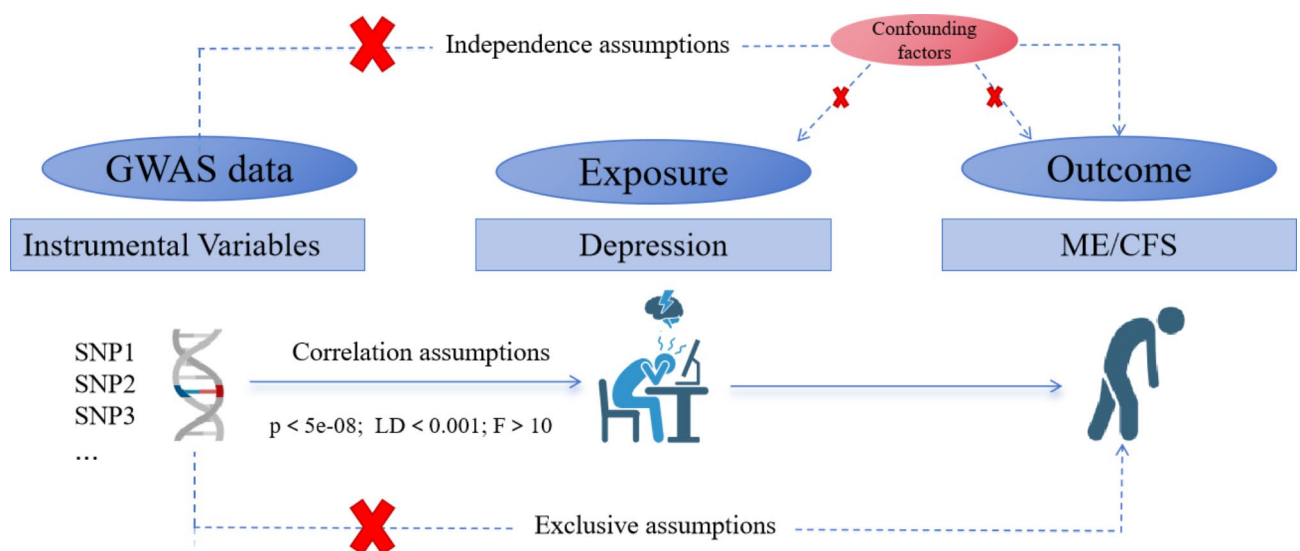 Independence assumptions
Confounding
factors
GWAS data
Exposure
Outcome
Instrumental Variables
Depression
ME/CFS
SNP1
SNP2
SNP3
...
Correlation assumptions
p < 5e-08; LD < 0.001; F > 10
Exclusive assumptions